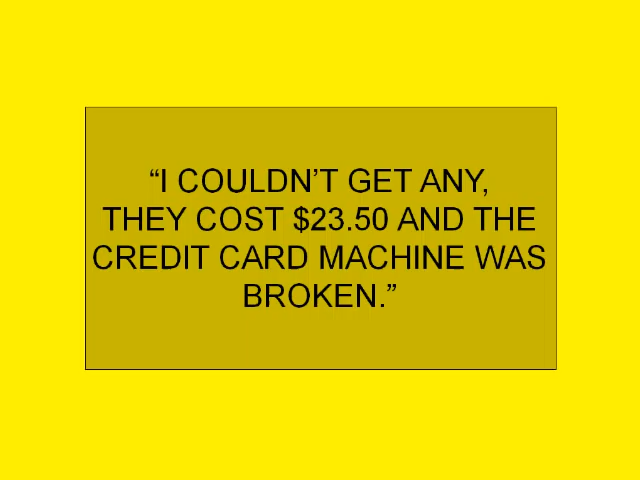 “I COULDN’T GET ANY,
THEY COST $23.50 AND THE
CREDIT CARD MACHINE WAS
BROKEN.”